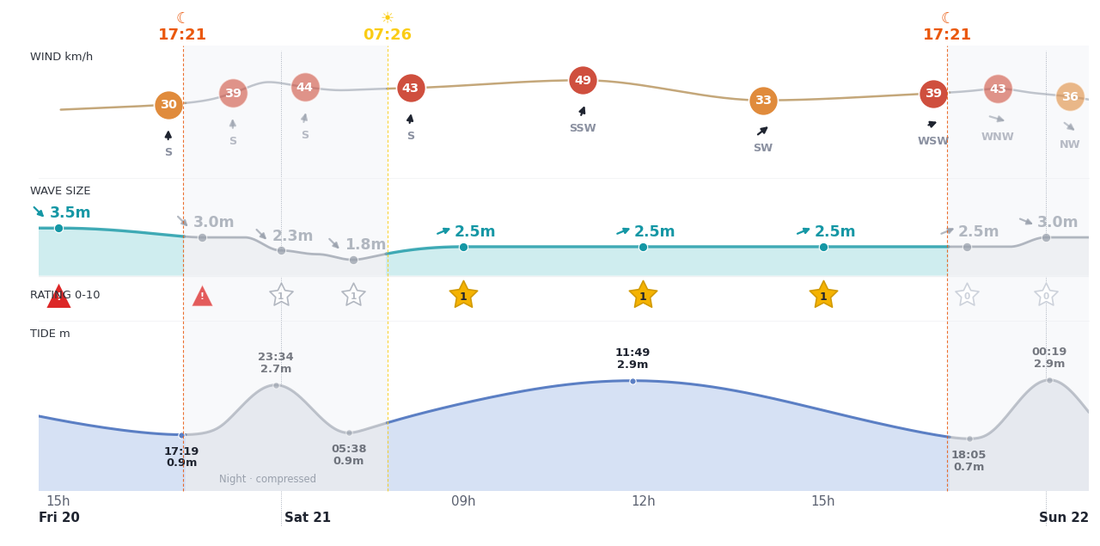 17:21
07:26
17:21
WIND km/h
30
39
44
43
49
33
39
43
36
S
S
S
S
SSW
SW
WSW
WNW
NW
WAVE SIZE
3.5m
3.0m
2.3m
1.8m
2.5m
2.5m
2.5m
2.5m
3.0m
RATING 0-10
!
!
1
1
1
1
1
0
0
TIDE m
23:34
2.7m
11:49
2.9m
00:19
2.9m
17:19
0.9m
05:38
0.9m
18:05
0.7m
Night · compressed
15h
09h
12h
15h
Fri 20
Sat 21
Sun 22